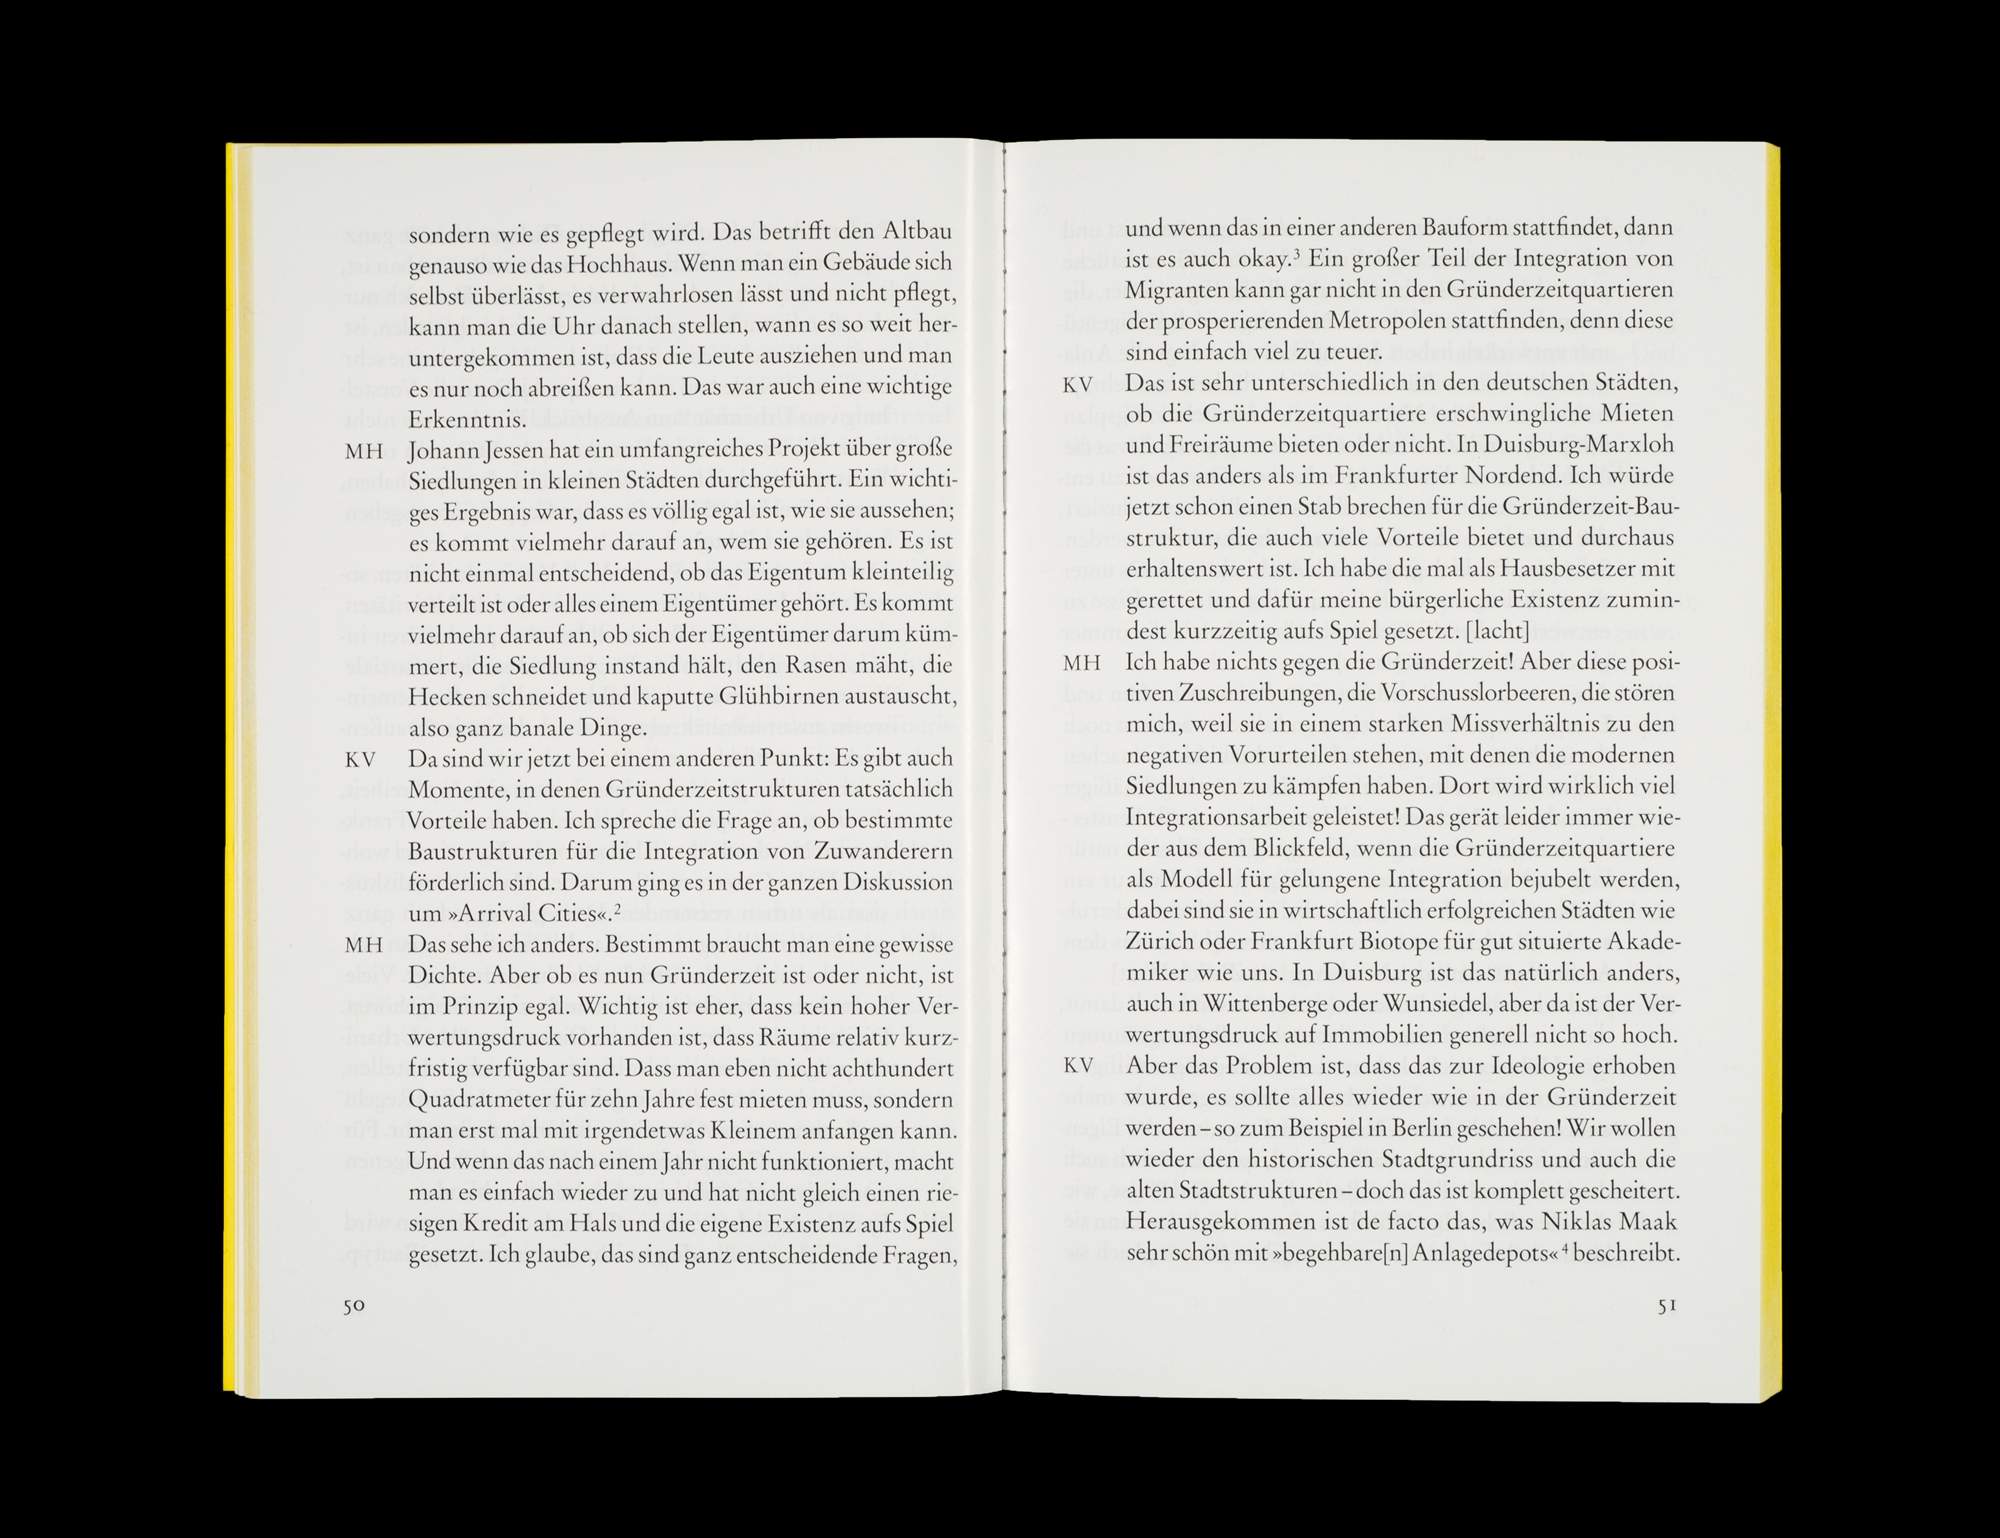 sondern wie es gepflegt wird. Das betrifft den Altbau
genauso wie das Hochhaus. Wenn man ein Gebäude sich
selbst überlässt, es verwahrlosen lässt und nicht pflegt,
kann man die Uhr danach stellen, wann es so weit her-
untergekommen ist, dass die Leute ausziehen und man
es nur noch abreißen kann. Das war auch eine wichtige
Erkenntnis.
MH Johann Jessen hat ein umfangreiches Projekt über große
Siedlungen in kleinen Städten durchgeführt. Ein wichti-
ges Ergebnis war, dass es völlig egal ist, wie sie aussehen;
es kommt vielmehr darauf an, wem sie gehören. Es ist
nicht einmal entscheidend, ob das Eigentum kleinteilig
verteilt ist oder alles einem Eigentümer gehört. Es kommt
vielmehr darauf an, ob sich der Eigentümer darum küm-
mert, die Siedlung instand hält, den Rasen mäht, die
Hecken schneidet und kaputte Glühbirnen austauscht,
also ganz banale Dinge.
KV Da sind wir jetzt bei einem anderen Punkt: Es gibt auch
Momente, in denen Gründerzeitstrukturen tatsächlich
Vorteile haben. Ich spreche die Frage an, ob bestimmte
Baustrukturen für die Integration von Zuwanderern
förderlich sind. Darum ging es in der ganzen Diskussion
um »Arrival Cities«.²
MH Das sehe ich anders. Bestimmt braucht man eine gewisse
Dichte. Aber ob es nun Gründerzeit ist oder nicht, ist
im Prinzip egal. Wichtig ist eher, dass kein hoher Ver-
wertungsdruck vorhanden ist, dass Räume relativ kurz-
fristig verfügbar sind. Dass man eben nicht achthundert
Quadratmeter für zehn Jahre fest mieten muss, sondern
man erst mal mit irgendetwas Kleinem anfangen kann.
Und wenn das nach einem Jahr nicht funktioniert, macht
man es einfach wieder zu und hat nicht gleich einen rie-
sigen Kredit am Hals und die eigene Existenz aufs Spiel
gesetzt. Ich glaube, das sind ganz entscheidende Fragen,
50
und wenn das in einer anderen Bauform stattfindet, dann
ist es auch okay.³ Ein großer Teil der Integration von
Migranten kann gar nicht in den Gründerzeitquartieren
der prosperierenden Metropolen stattfinden, denn diese
sind einfach viel zu teuer.
KV Das ist sehr unterschiedlich in den deutschen Städten,
ob die Gründerzeitquartiere erschwingliche Mieten
und Freiräume bieten oder nicht. In Duisburg-Marxloh
ist das anders als im Frankfurter Nordend. Ich würde
jetzt schon einen Stab brechen für die Gründerzeit-Bau-
struktur, die auch viele Vorteile bietet und durchaus
erhaltenswert ist. Ich habe die mal als Hausbesetzer mit
gerettet und dafür meine bürgerliche Existenz zumin-
dest kurzzeitig aufs Spiel gesetzt. [lacht]
MH Ich habe nichts gegen die Gründerzeit! Aber diese posi-
tiven Zuschreibungen, die Vorschusslorbeeren, die stören
mich, weil sie in einem starken Missverhältnis zu den
negativen Vorurteilen stehen, mit denen die modernen
Siedlungen zu kämpfen haben. Dort wird wirklich viel
Integrationsarbeit geleistet! Das gerät leider immer wie-
der aus dem Blickfeld, wenn die Gründerzeitquartiere
als Modell für gelungene Integration bejubelt werden,
dabei sind sie in wirtschaftlich erfolgreichen Städten wie
Zürich oder Frankfurt Biotope für gut situierte Akade-
miker wie uns. In Duisburg ist das natürlich anders,
auch in Wittenberge oder Wunsiedel, aber da ist der Ver-
wertungsdruck auf Immobilien generell nicht so hoch.
KV Aber das Problem ist, dass das zur Ideologie erhoben
wurde, es sollte alles wieder wie in der Gründerzeit
werden – so zum Beispiel in Berlin geschehen! Wir wollen
wieder den historischen Stadtgrundriss und auch die
alten Stadtstrukturen – doch das ist komplett gescheitert.
Herausgekommen ist de facto das, was Niklas Maak
sehr schön mit »begehbare[n] Anlagedepots«⁴ beschreibt.
51